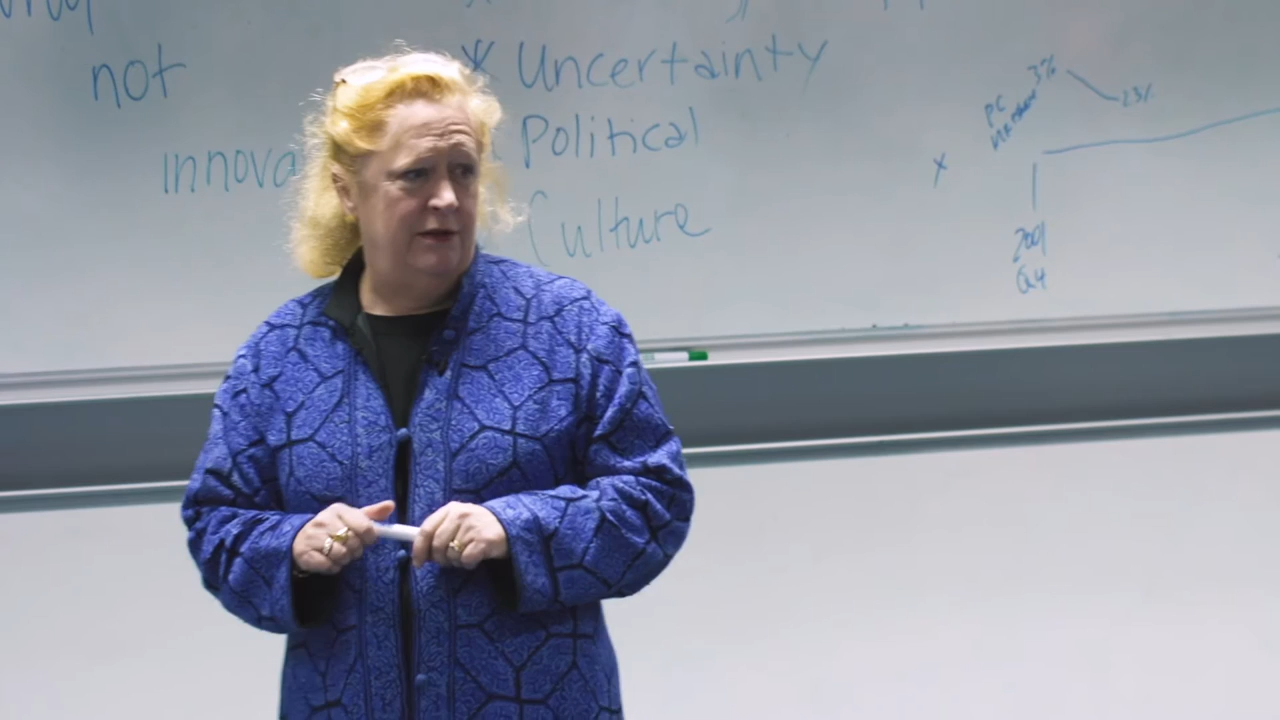 not
innova
* Uncertainty
Political
Culture
3%
23%
PC
x
2001
Q4